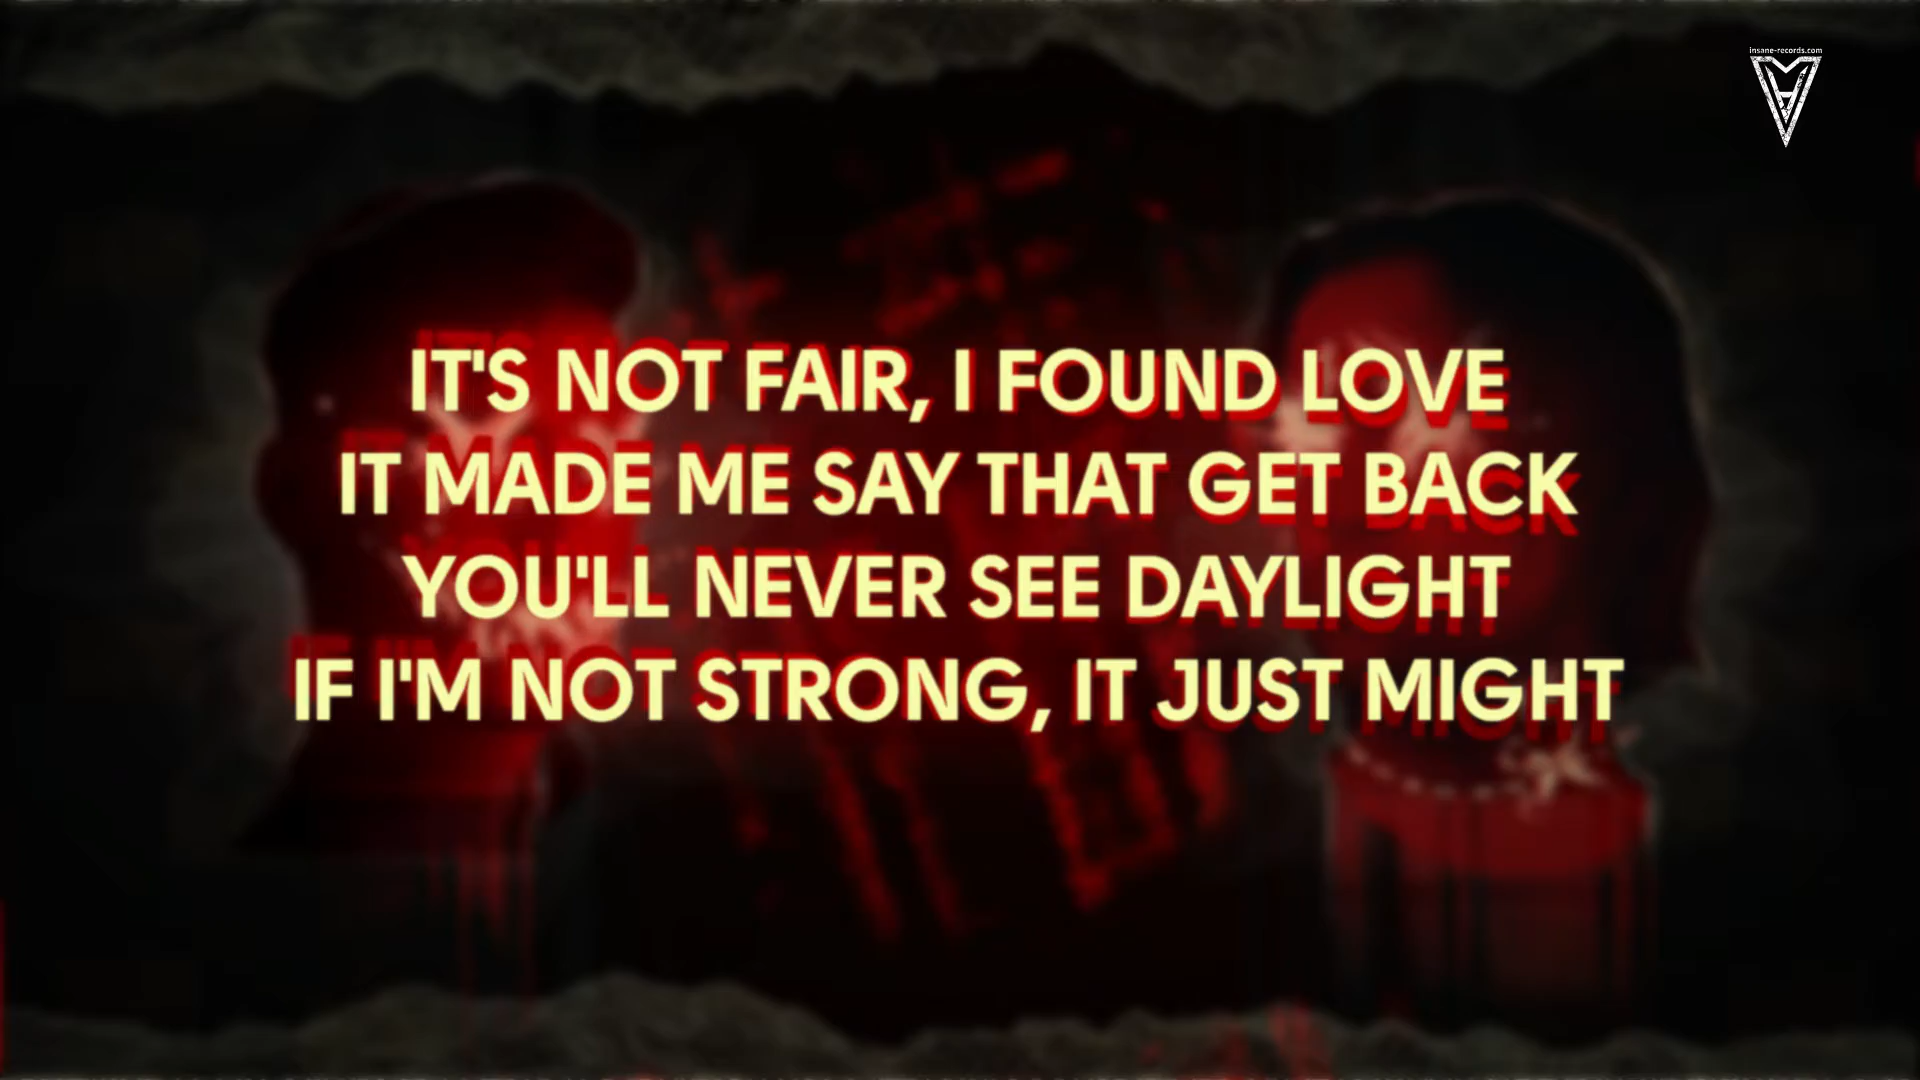 insane-records.com
IT'S NOT FAIR, I FOUND LOVE
IT MADE ME SAY THAT GET BACK
YOU'LL NEVER SEE DAYLIGHT
IF I'M NOT STRONG, IT JUST MIGHT